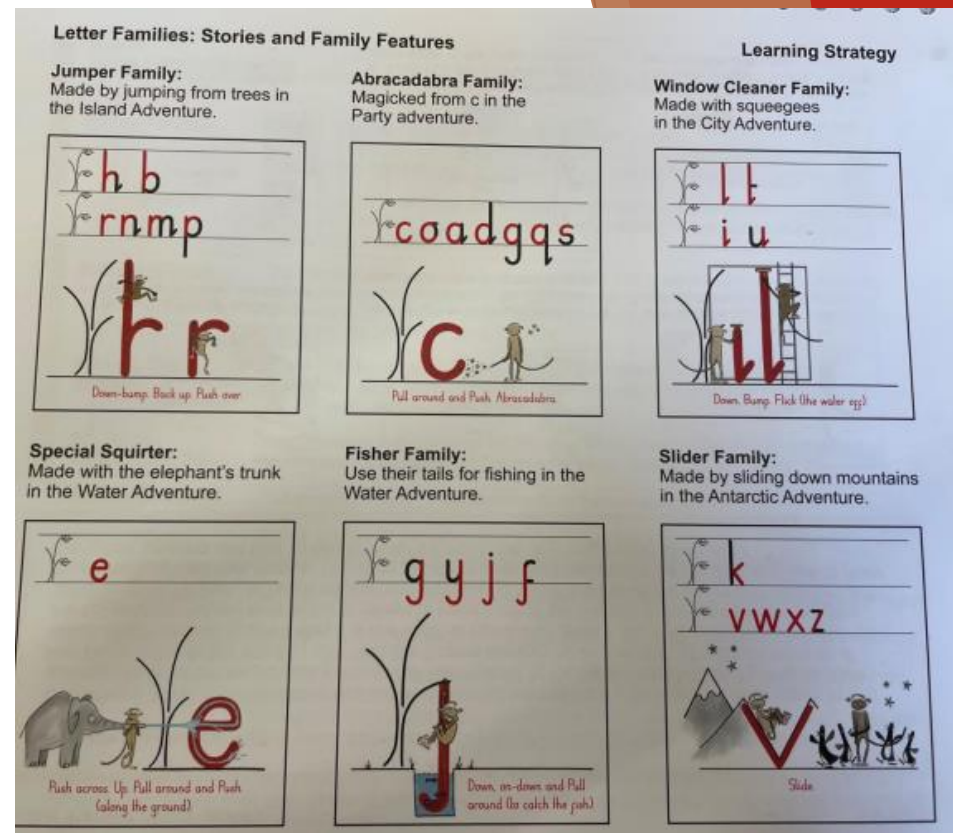 Letter Families: Stories and Family Features
Learning Strategy
Jumper Family:
Made by jumping from trees in
the Island Adventure.
h b
r n m p
h r
Down-bump. Back up. Push over
Abracadabra Family:
Magicked from c in the
Party adventure.
c o a d g q s
c
Pull around and Push. Abracadabra
Window Cleaner Family:
Made with squeegees
in the City Adventure.
l t
i u
ı l
Down. Bump. Flick (the water off)
Special Squirter:
Made with the elephant's trunk
in the Water Adventure.
e
e
Push across. Up. Pull around and Push
(along the ground)
Fisher Family:
Use their tails for fishing in the
Water Adventure.
g y j f
j
Down, on-down and Pull
around (to catch the fish)
Slider Family:
Made by sliding down mountains
in the Antarctic Adventure.
k
v w x z
v
Slide